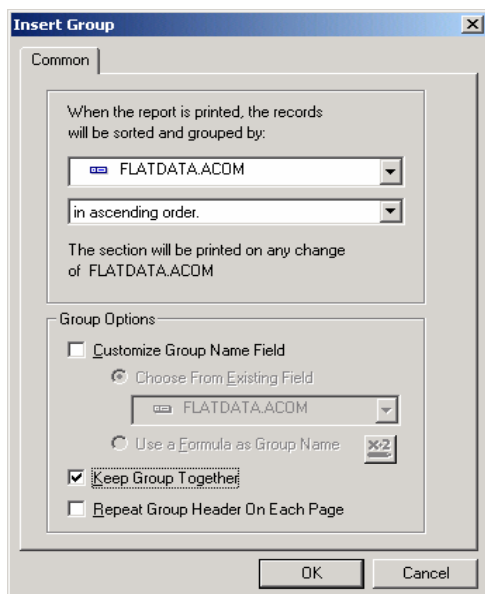 Insert Group
Common
When the report is printed, the records
will be sorted and grouped by:
FLATDATA.ACOM
in ascending order.
The section will be printed on any change
of FLATDATA.ACOM
Group Options
Customize Group Name Field
Choose From Existing Field
FLATDATA.ACOM
Use a Formula as Group Name
X·2
Keep Group Together
Repeat Group Header On Each Page
OK Cancel